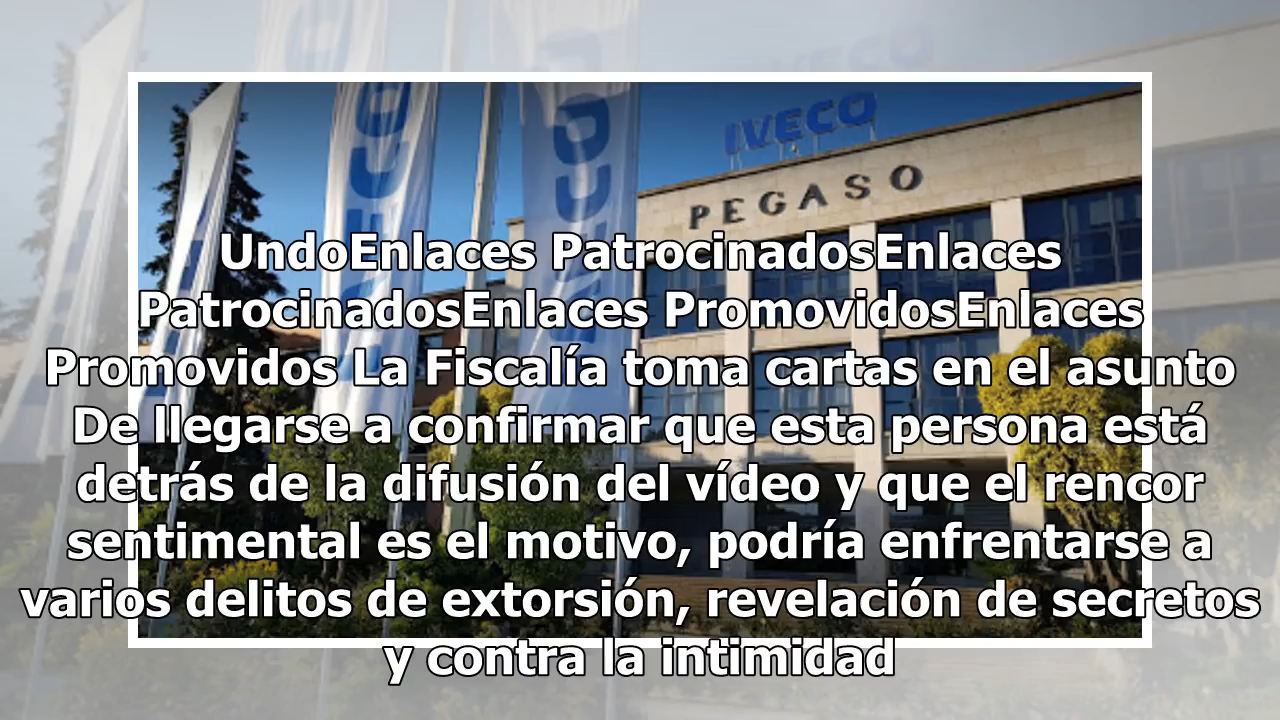 IVECO
PEGASO
UndoEnlaces PatrocinadosEnlaces
PatrocinadosEnlaces PromovidosEnlaces
Promovidos La Fiscalía toma cartas en el asunto
De llegarse a confirmar que esta persona está
detrás de la difusión del vídeo y que el rencor
sentimental es el motivo, podría enfrentarse a
varios delitos de extorsión, revelación de secretos
y contra la intimidad